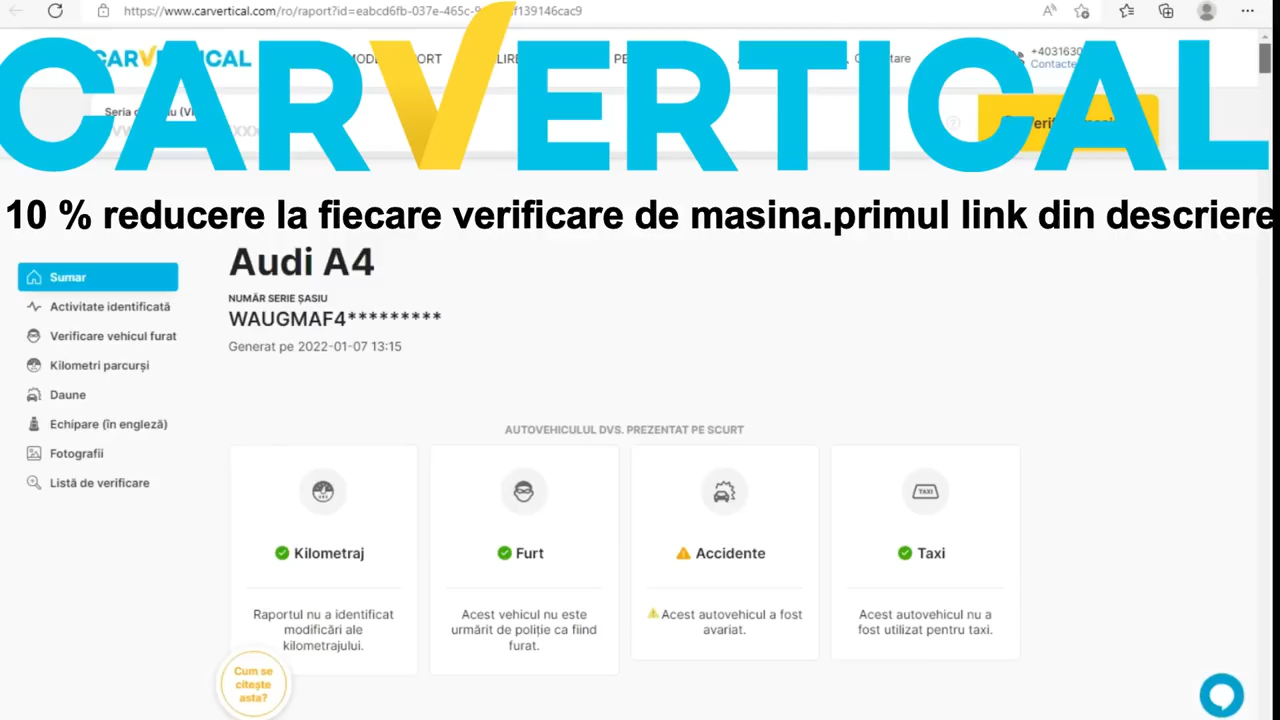 https://www.carvertical.com/ro/raport?id=eabcd6fb-037e-465c-9
f139146cac9
CARVERTICAL
CARVERTICAL
+4031630
Contacte
10 % reducere la fiecare verificare de masina.primul link din descriere
Audi A4
NUMĂR SERIE ȘASIU
WAUGMAF4*********
Generat pe 2022-01-07 13:15
Sumar
Activitate identificată
Verificare vehicul furat
Kilometri parcurși
Daune
Echipare (în engleză)
Fotografii
Listă de verificare
AUTOVEHICULUL DVS. PREZENTAT PE SCURT
Kilometraj
Raportul nu a identificat
modificări ale
kilometrajului.
Furt
Acest vehicul nu este
urmărit de poliție ca fiind
furat.
Accidente
Acest autovehicul a fost
avariat.
TAXI
Taxi
Acest autovehicul nu a
fost utilizat pentru taxi.
Cum se
citește
asta?